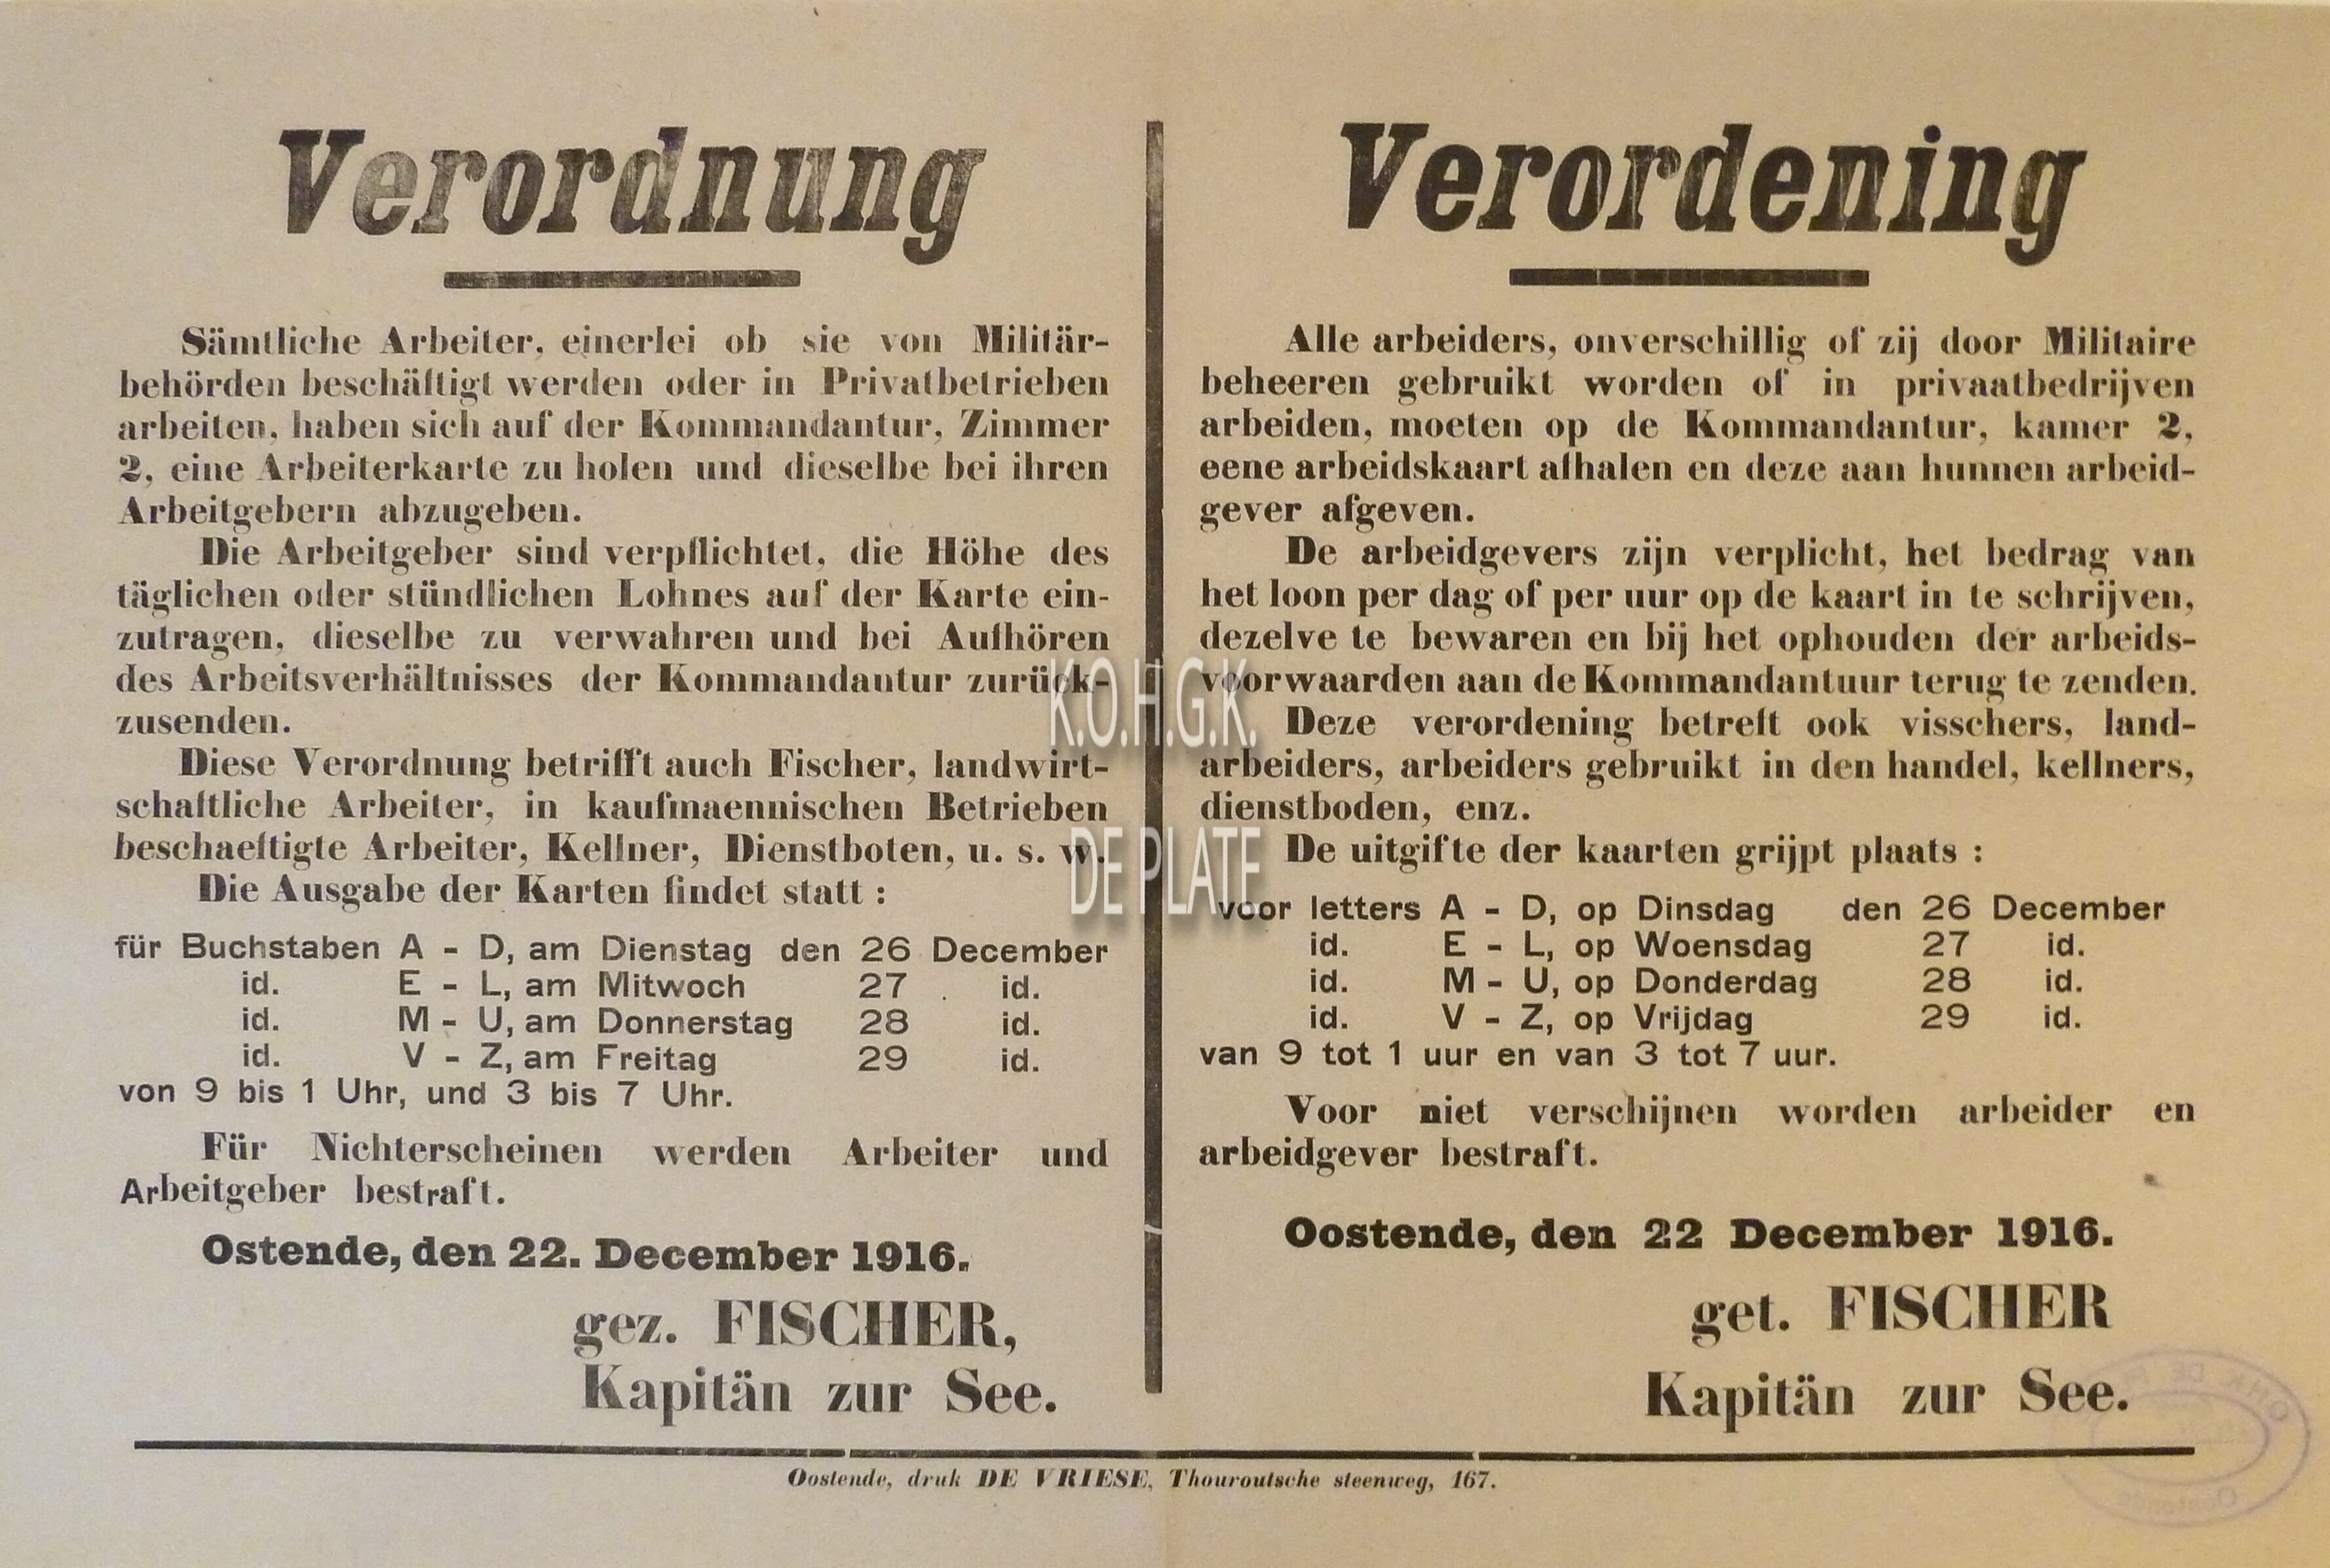 Verordnung
Sämtliche Arbeiter, einerlei ob sie von Militär-
behörden beschäftigt werden oder in Privatbetrieben
arbeiten, haben sich auf der Kommandantur, Zimmer
2, eine Arbeiterkarte zu holen und dieselbe bei ihren
Arbeitgebern abzugeben.
Die Arbeitgeber sind verpflichtet, die Höhe des
täglichen oder stündlichen Lohnes auf der Karte ein-
zutragen, dieselbe zu verwahren und bei Aufhören
des Arbeitsverhältnisses der Kommandantur zurück-
zusenden.
Diese Verordnung betrifft auch Fischer, landwirt-
schaftliche Arbeiter, in kaufmaennischen Betrieben
beschaeftigte Arbeiter, Kellner, Dienstboten, u. s. w.
Die Ausgabe der Karten findet statt :
für Buchstaben A - D, am Dienstag den 26 December
id. E - L, am Mitwoch 27 id.
id. M - U, am Donnerstag 28 id.
id. V - Z, am Freitag 29 id.
von 9 bis 1 Uhr, und 3 bis 7 Uhr.
Für Nichterscheinen werden Arbeiter und
Arbeitgeber bestraft.
Ostende, den 22. December 1916.
gez. FISCHER,
Kapitän zur See.
Verordening
Alle arbeiders, onverschillig of zij door Militaire
beheeren gebruikt worden of in privaatbedrijven
arbeiden, moeten op de Kommandantur, kamer 2,
eene arbeidskaart afhalen en deze aan hunnen arbeid-
gever afgeven.
De arbeidgevers zijn verplicht, het bedrag van
het loon per dag of per uur op de kaart in te schrijven,
dezelve te bewaren en bij het ophouden der arbeids-
voorwaarden aan de Kommandantuur terug te zenden.
Deze verordening betreft ook visschers, land-
arbeiders, arbeiders gebruikt in den handel, kellners,
dienstboden, enz.
De uitgifte der kaarten grijpt plaats :
voor letters A - D, op Dinsdag den 26 December
id. E - L, op Woensdag 27 id.
id. M - U, op Donderdag 28 id.
id. V - Z, op Vrijdag 29 id.
van 9 tot 1 uur en van 3 tot 7 uur.
Voor niet verschijnen worden arbeider en
arbeidgever bestraft.
Oostende, den 22 December 1916.
get. FISCHER
Kapitän zur See.
Oostende, druk DE VRIESE, Thouroutsche steenweg, 167.
K.O.H.G.K.
DE PLATE